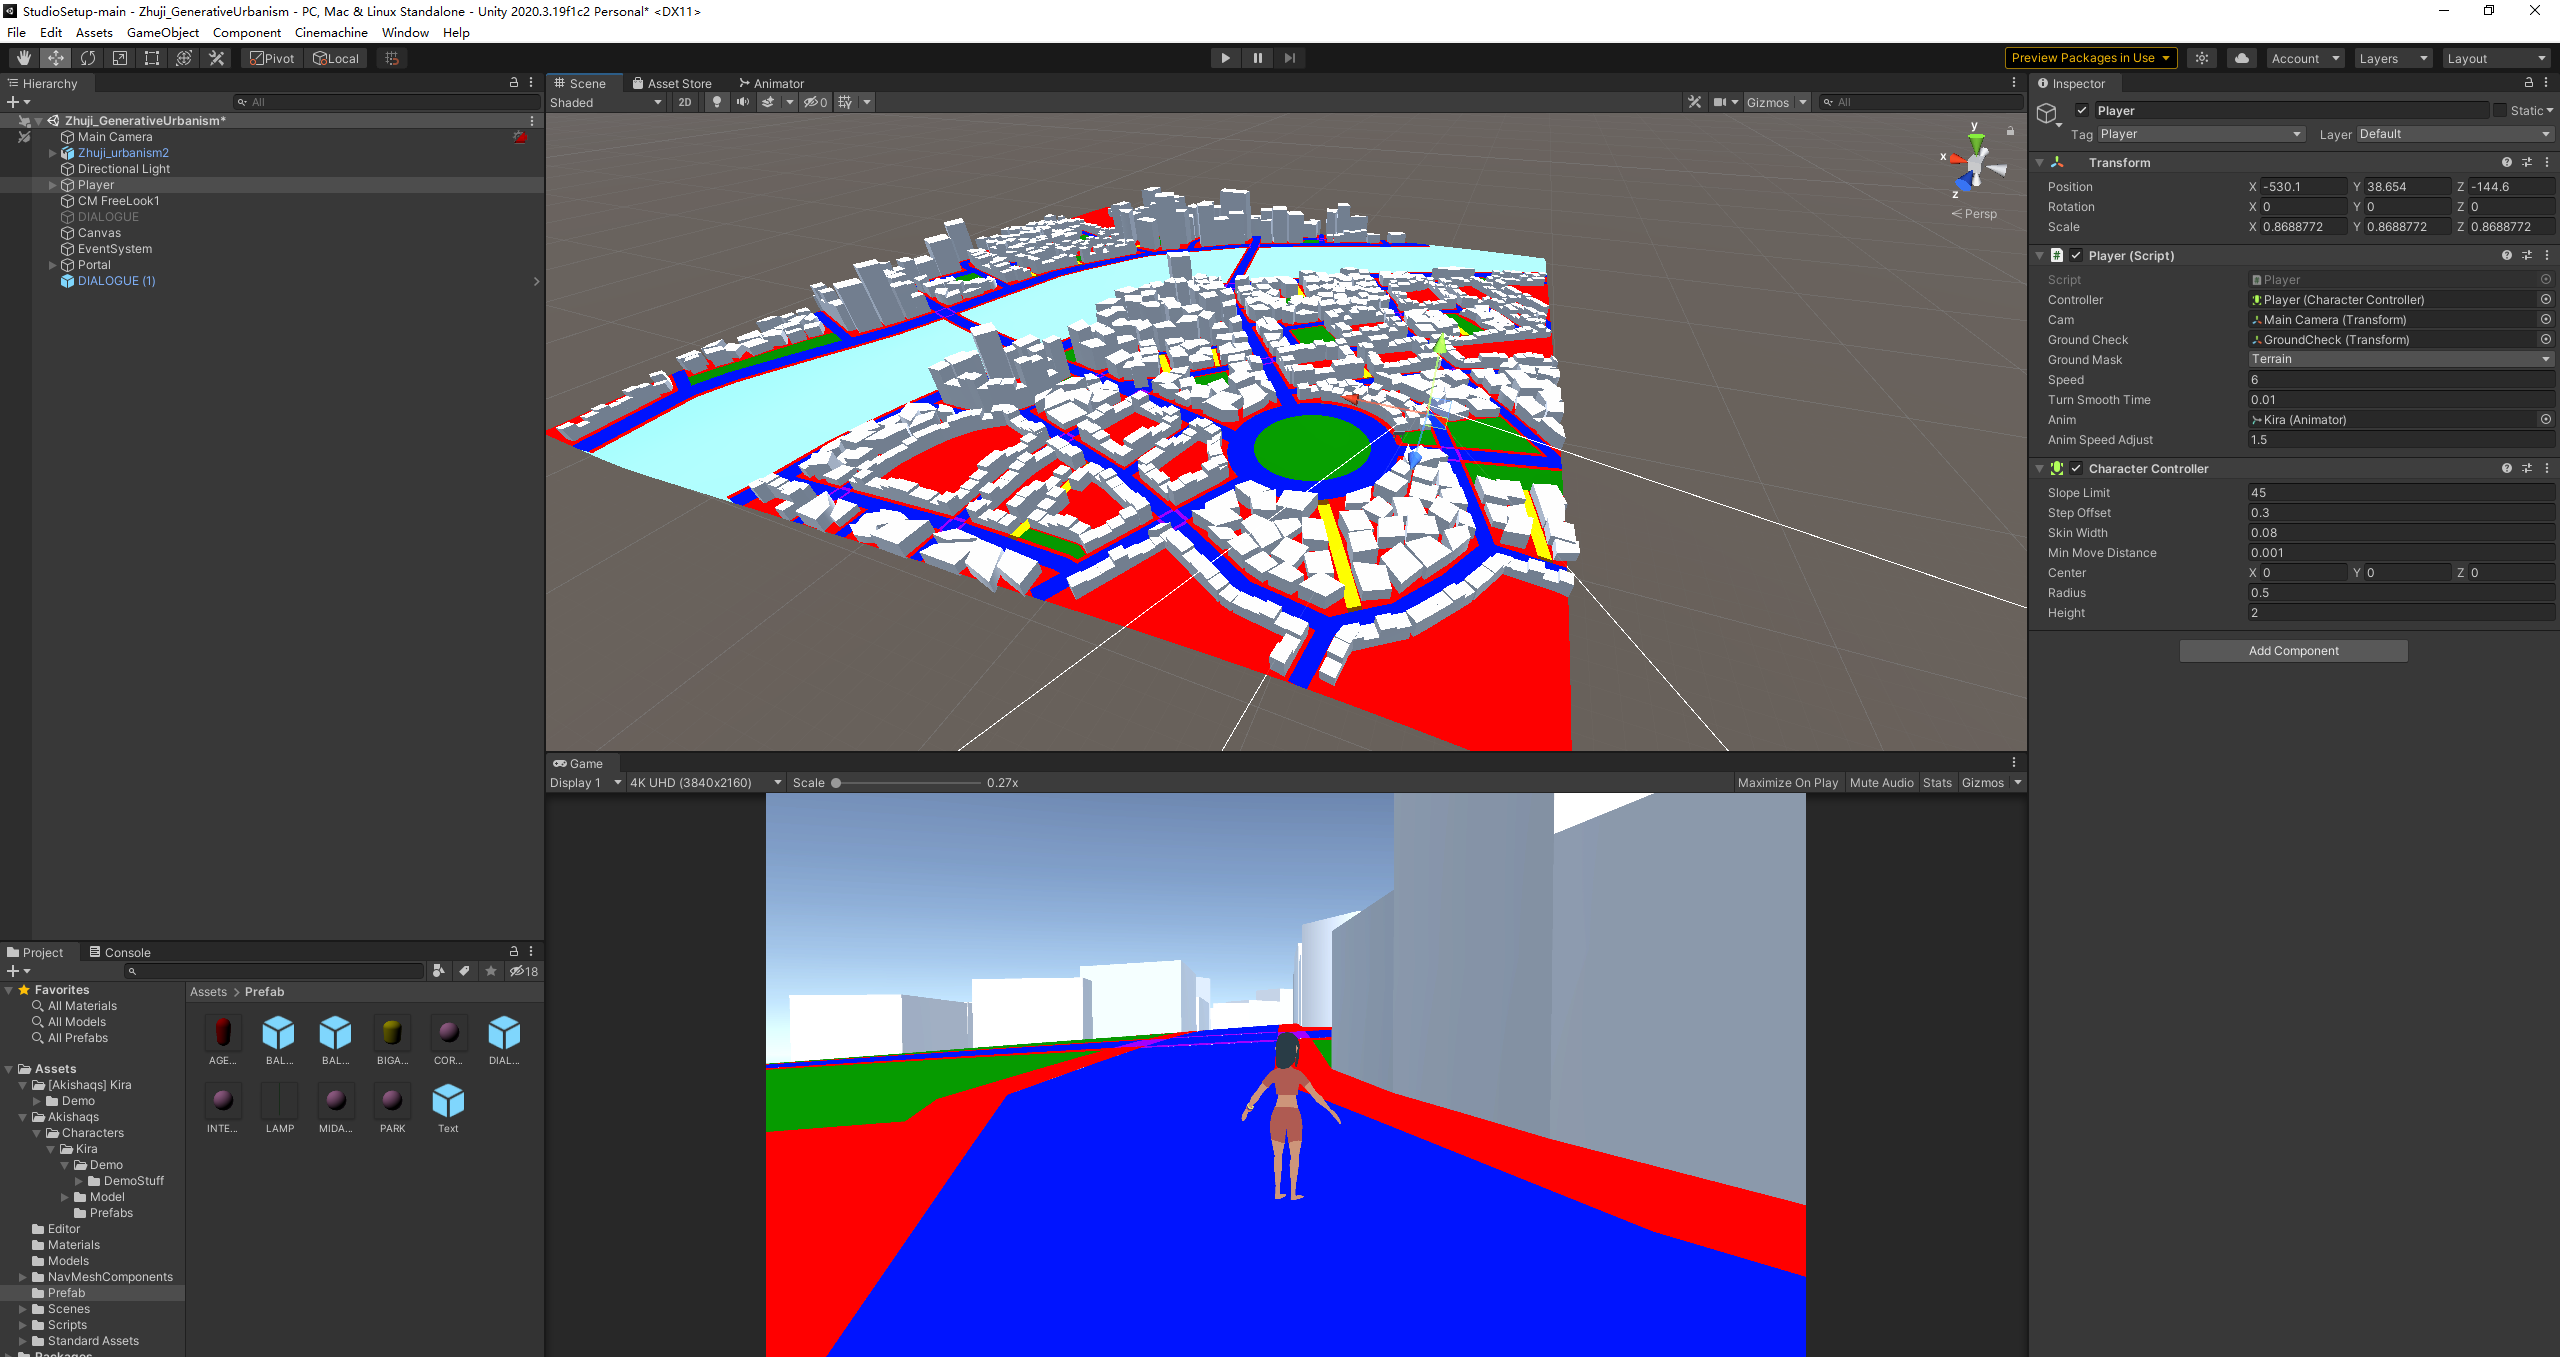 StudioSetup-main - Zhuji_GenerativeUrbanism - PC, Mac & Linux Standalone - Unity 2020.3.19f1c2 Personal* <DX11>
File Edit Assets GameObject Component Cinemachine Window Help
Pivot Local
Preview Packages in Use Account Layers Layout
Hierarchy
All
Zhuji_GenerativeUrbanism*
Main Camera
Zhuji_urbanism2
Directional Light
Player
CM FreeLook1
DIALOGUE
Canvas
EventSystem
Portal
DIALOGUE (1)
Scene Asset Store Animator
Shaded 2D 0 Gizmos All
y
x
z
Persp
Game
Display 1 4K UHD (3840x2160) Scale 0.27x Maximize On Play Mute Audio Stats Gizmos
Project Console
18
Favorites
All Materials
All Models
All Prefabs
Assets
[Akishaqs] Kira
Demo
Akishaqs
Characters
Kira
Demo
DemoStuff
Model
Prefabs
Editor
Materials
Models
NavMeshComponents
Prefab
Scenes
Scripts
Standard Assets
Packages
Assets > Prefab
AGE... BAL... BAL... BIGA... COR... DIAL...
INTE... LAMP MIDA... PARK Text
Inspector
Player Static
Tag Player Layer Default
Transform
Position X -530.1 Y 38.654 Z -144.6
Rotation X 0 Y 0 Z 0
Scale X 0.8688772 Y 0.8688772 Z 0.8688772
# Player (Script)
Script Player
Controller Player (Character Controller)
Cam Main Camera (Transform)
Ground Check GroundCheck (Transform)
Ground Mask Terrain
Speed 6
Turn Smooth Time 0.01
Anim Kira (Animator)
Anim Speed Adjust 1.5
Character Controller
Slope Limit 45
Step Offset 0.3
Skin Width 0.08
Min Move Distance 0.001
Center X 0 Y 0 Z 0
Radius 0.5
Height 2
Add Component